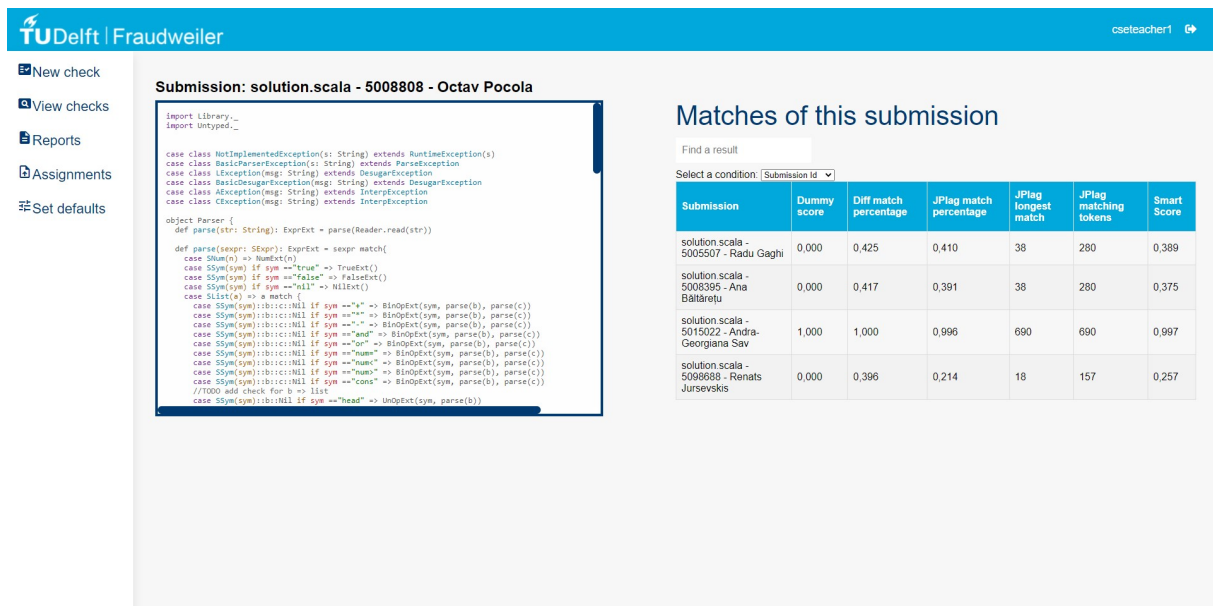 TUDelft | Fraudweiler
cseteacher1
New check
View checks
Reports
Assignments
Set defaults
Submission: solution.scala - 5008808 - Octav Pocola
import Library._
import Untyped._
case class NotImplementedException(s: String) extends RuntimeException(s)
case class BasicParserException(s: String) extends ParseException
case class LException(msg: String) extends DesugarException
case class BasicDesugarException(msg: String) extends DesugarException
case class AException(msg: String) extends InterpException
case class CException(msg: String) extends InterpException
object Parser {
def parse(str: String): ExprExt = parse(Reader.read(str))
def parse(sexpr: SExpr): ExprExt = sexpr match{
case SNum(n) => NumExt(n)
case SSym(sym) if sym =="true" => TrueExt()
case SSym(sym) if sym =="false" => FalseExt()
case SSym(sym) if sym =="nil" => NilExt()
case SList(a) => a match {
case SSym(sym)::b::c::Nil if sym =="+" => BinOpExt(sym, parse(b), parse(c))
case SSym(sym)::b::c::Nil if sym =="*" => BinOpExt(sym, parse(b), parse(c))
case SSym(sym)::b::c::Nil if sym =="-" => BinOpExt(sym, parse(b), parse(c))
case SSym(sym)::b::c::Nil if sym =="and" => BinOpExt(sym, parse(b), parse(c))
case SSym(sym)::b::c::Nil if sym =="or" => BinOpExt(sym, parse(b), parse(c))
case SSym(sym)::b::c::Nil if sym =="num=" => BinOpExt(sym, parse(b), parse(c))
case SSym(sym)::b::c::Nil if sym =="num<" => BinOpExt(sym, parse(b), parse(c))
case SSym(sym)::b::c::Nil if sym =="num>" => BinOpExt(sym, parse(b), parse(c))
case SSym(sym)::b::c::Nil if sym =="cons" => BinOpExt(sym, parse(b), parse(c))
//TODO add check for b => list
case SSym(sym)::b::Nil if sym =="head" => UnOpExt(sym, parse(b))
Matches of this submission
Find a result
Select a condition: Submission Id
Submission Dummy score Diff match percentage JPlag match percentage JPlag longest match JPlag matching tokens Smart Score
solution.scala - 5005507 - Radu Gaghi 0,000 0,425 0,410 38 280 0,389
solution.scala - 5008395 - Ana Băltărețu 0,000 0,417 0,391 38 280 0,375
solution.scala - 5015022 - Andra-Georgiana Sav 1,000 1,000 0,996 690 690 0,997
solution.scala - 5098688 - Renats Jursevskis 0,000 0,396 0,214 18 157 0,257